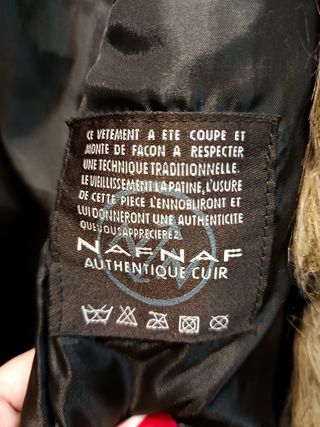 CE VETEMENT A ETE COUPE ET
MONTE DE FAÇON A RESPECTER
UNE TECHNIQUE TRADITIONNELLE.
LE VIEILLISSEMENT LA PATINE, L'USURE
DE CETTE PIECE L'ENNOBLIRONT ET
LUI DONNERONT UNE AUTHENTICITE
QUE VOUS APPRECIEREZ.
NAFNAF
AUTHENTIQUE CUIR